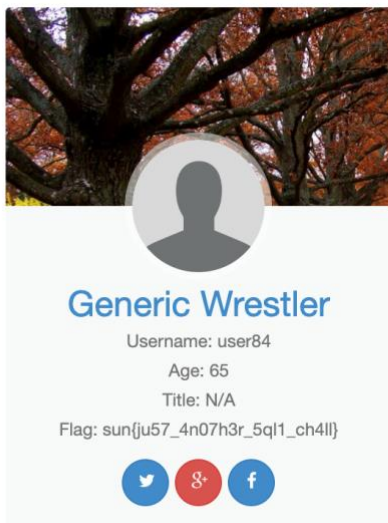 Generic Wrestler
Username: user84
Age: 65
Title: N/A
Flag: sun{ju57_4n07h3r_5ql1_ch4ll}